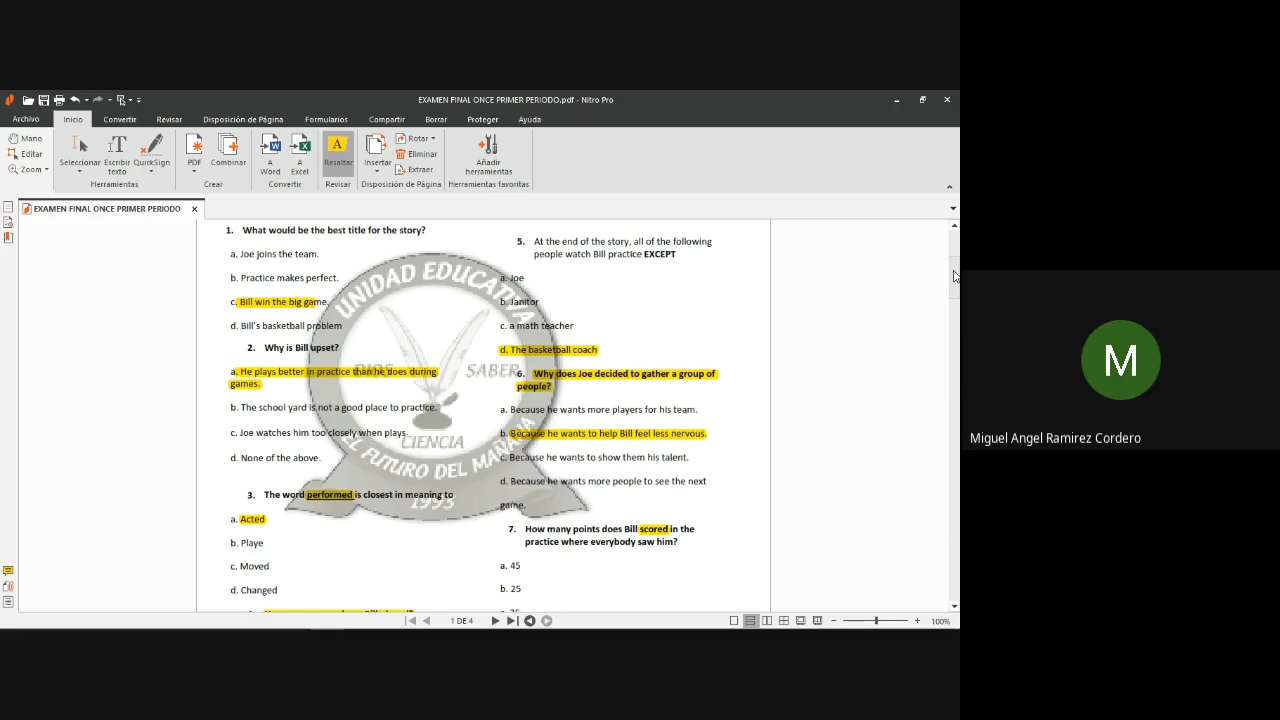 EXAMEN FINAL ONCE PRIMER PERIODO.pdf - Nitro Pro
Archivo Inicio Convertir Revisar Disposición de Página Formularios Compartir Borrar Proteger Ayuda
Mano
Editar
Zoom
Seleccionar
Escribir texto
QuickSign
Herramientas
PDF
Combinar
Crear
A Word
A Excel
Convertir
Resaltar
Revisar
Insertar
Rotar
Eliminar
Extraer
Disposición de Página
Añadir herramientas
Herramientas favoritas
EXAMEN FINAL ONCE PRIMER PERIODO
1. What would be the best title for the story?
a. Joe joins the team.
b. Practice makes perfect.
c. Bill win the big game.
d. Bill's basketball problem
2. Why is Bill upset?
a. He plays better in practice than he does during
games.
b. The school yard is not a good place to practice.
c. Joe watches him too closely when plays.
d. None of the above.
3. The word performed is closest in meaning to
a. Acted
b. Playe
c. Moved
d. Changed
5. At the end of the story, all of the following
people watch Bill practice EXCEPT
a. Joe
b. Janitor
c. a math teacher
d. The basketball coach
6. Why does Joe decided to gather a group of
people?
a. Because he wants more players for his team.
b. Because he wants to help Bill feel less nervous.
c. Because he wants to show them his talent.
d. Because he wants more people to see the next
game.
7. How many points does Bill scored in the
practice where everybody saw him?
a. 45
b. 25
UNIDAD EDUCATIVA
DIOS
SABER
CIENCIA
EL FUTURO DEL MAÑANA
1993
1 DE 4
100%
M
Miguel Angel Ramirez Cordero